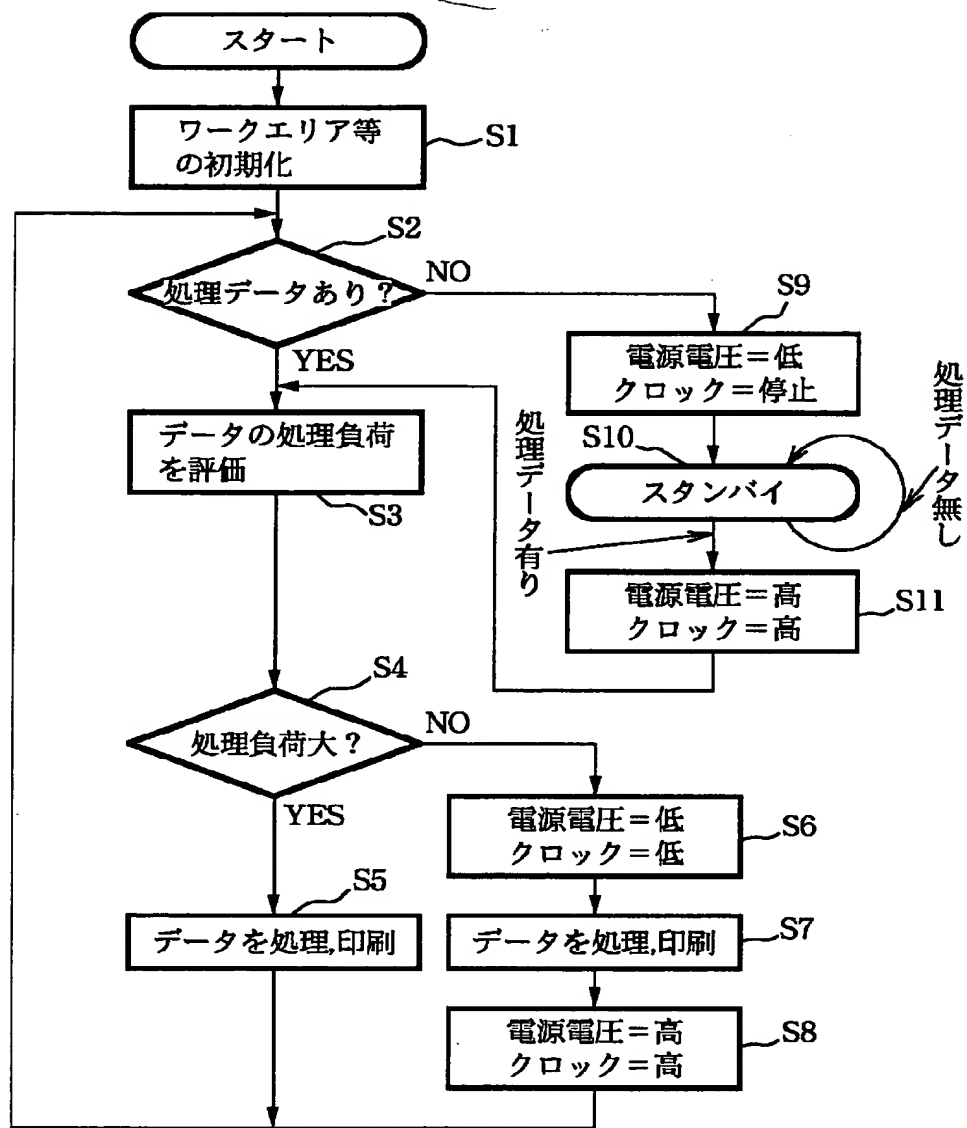 スタート
ワークエリア等
の初期化
S1
S2
処理データあり？
NO
YES
S9
電源電圧＝低
クロック＝停止
データの処理負荷
を評価
S3
S10
スタンバイ
処理データ無し
処理データ有り
電源電圧＝高
クロック＝高
S11
S4
処理負荷大？
NO
YES
電源電圧＝低
クロック＝低
S6
S5
データを処理,印刷
データを処理,印刷
S7
電源電圧＝高
クロック＝高
S8